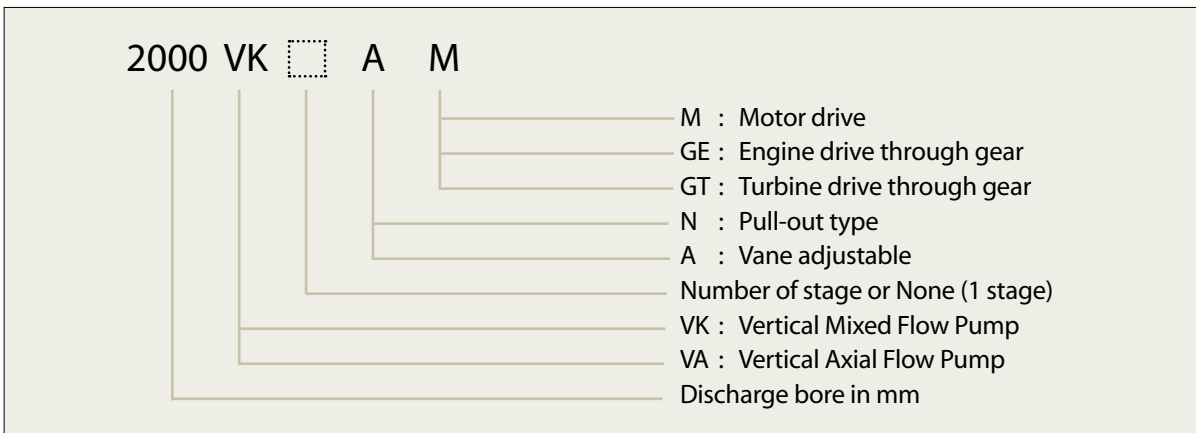 2000 VK A M
M : Motor drive
GE : Engine drive through gear
GT : Turbine drive through gear
N : Pull-out type
A : Vane adjustable
Number of stage or None (1 stage)
VK : Vertical Mixed Flow Pump
VA : Vertical Axial Flow Pump
Discharge bore in mm